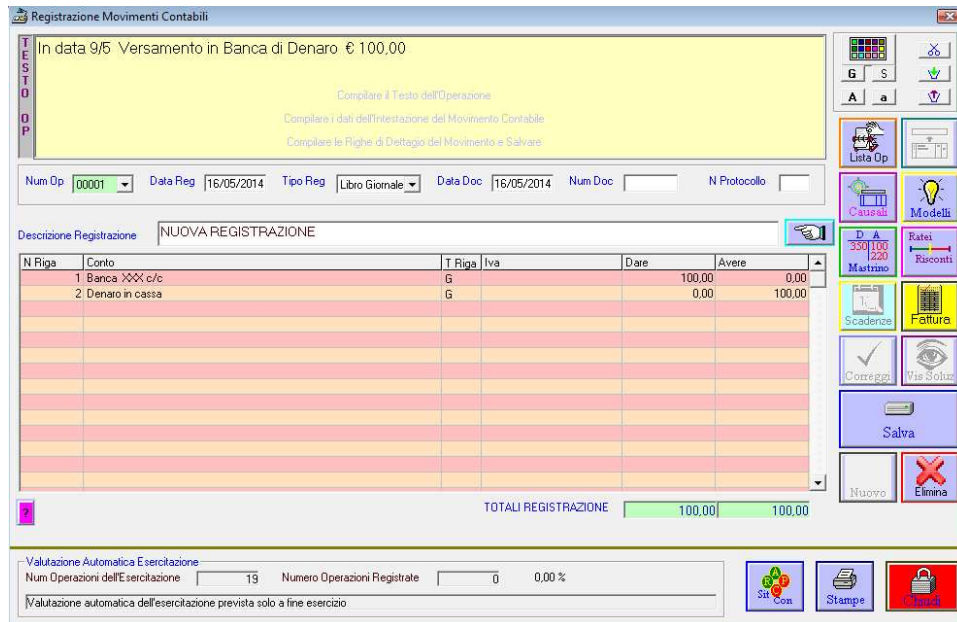 Registrazione Movimenti Contabili
TESTO OP
In data 9/5 Versamento in Banca di Denaro € 100,00
Compilare il Testo dell'Operazione
Compilare i dati dell'Intestazione del Movimento Contabile
Compilare le Righe di Dettaglio del Movimento e Salvare
G S
A a
Lista Op
Num Op 00001 Data Reg 16/05/2014 Tipo Reg Libro Giornale Data Doc 16/05/2014 Num Doc N Protocollo
Causali Modelli
Descrizione Registrazione NUOVA REGISTRAZIONE
D A
350 100
220
Mastrino
Ratei
Risconti
N Riga Conto T Riga Iva Dare Avere
1 Banca XXX c/c G 100,00 0,00
2 Denaro in cassa G 0,00 100,00
Scadenze Fattura
Correggi Vis Soluz
Salva
Nuovo Elimina
? TOTALI REGISTRAZIONE 100,00 100,00
Valutazione Automatica Esercitazione
Num Operazioni dell'Esercitazione 19 Numero Operazioni Registrate 0 0,00 %
Valutazione automatica dell'esercitazione prevista solo a fine esercizio
Sit Con
Stampe
Chiudi